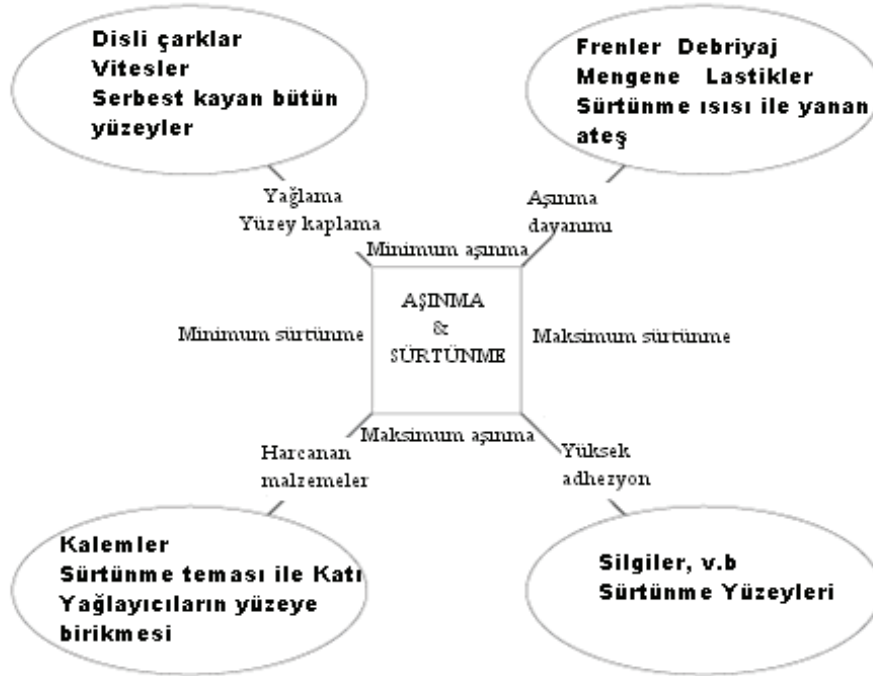 Disli çarklar
Vitesler
Serbest kayan bütün
yüzeyler
Frenler Debriyaj
Mengene Lastikler
Sürtünme ısısı ile yanan
ateş
Yağlama
Yüzey kaplama
Aşınma
dayanımı
Minimum aşınma
AŞINMA
&
SÜRTÜNME
Minimum sürtünme
Maksimum sürtünme
Maksimum aşınma
Harcanan
malzemeler
Yüksek
adhezyon
Kalemler
Sürtünme teması ile Katı
Yağlayıcıların yüzeye
birikmesi
Silgiler, v.b
Sürtünme Yüzeyleri